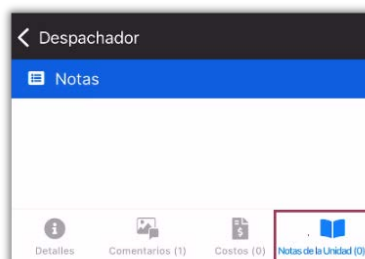 Despachador
Notas
Detalles
Comentarios (1)
Costos (0)
Notas de la Unidad (0)